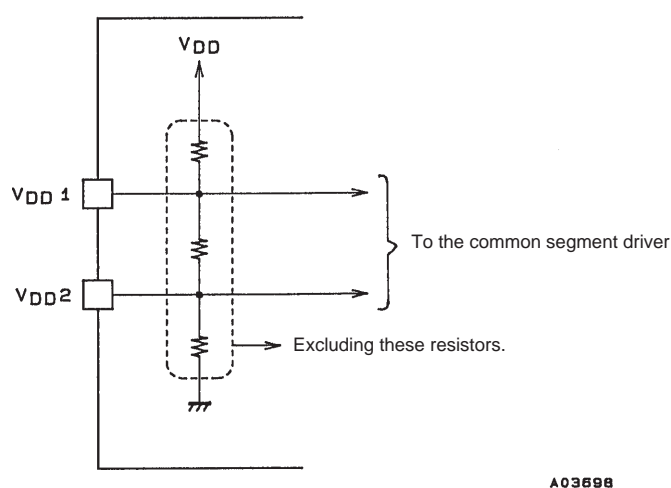 VDD
VDD 1
To the common segment driver
VDD2
Excluding these resistors.
A03698